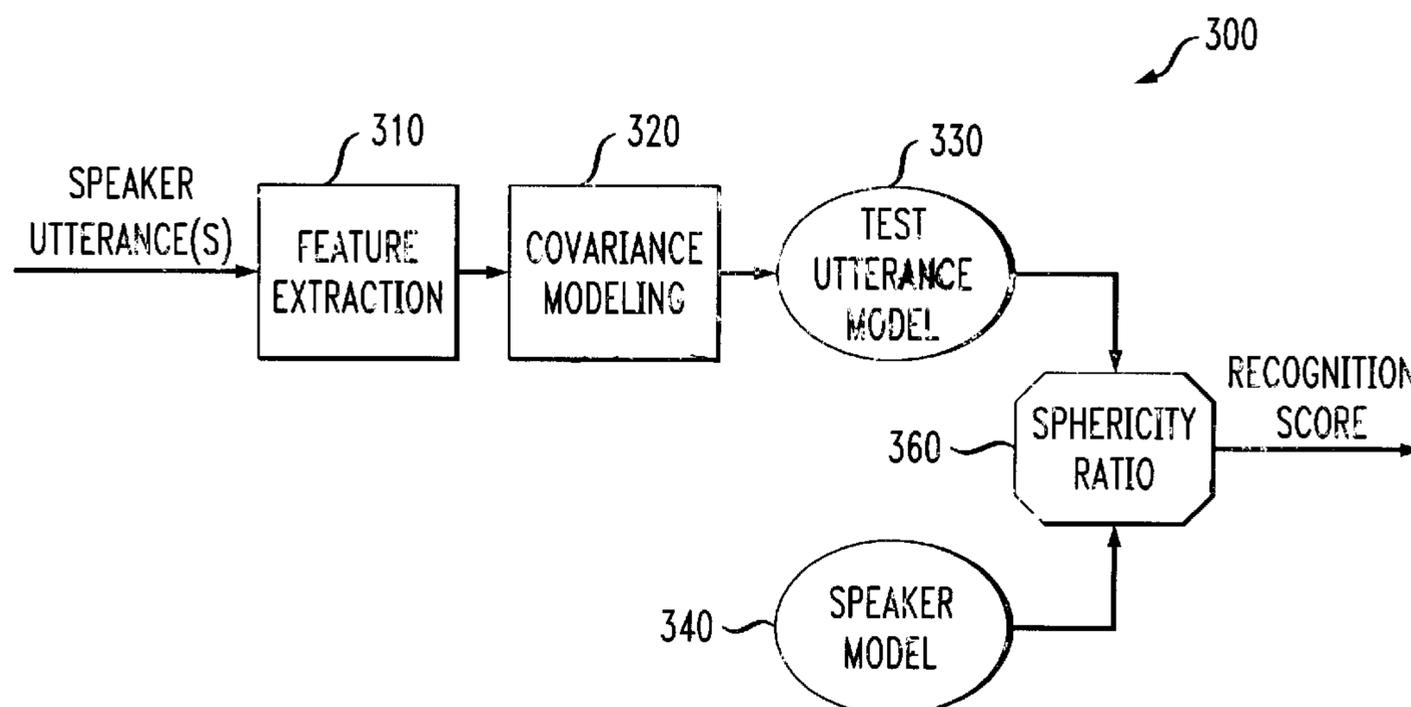 300
310
320
330
SPEAKER
UTTERANCE(S)
FEATURE
EXTRACTION
COVARIANCE
MODELING
TEST
UTTERANCE
MODEL
RECOGNITION
SCORE
360
SPHERICITY
RATIO
340
SPEAKER
MODEL